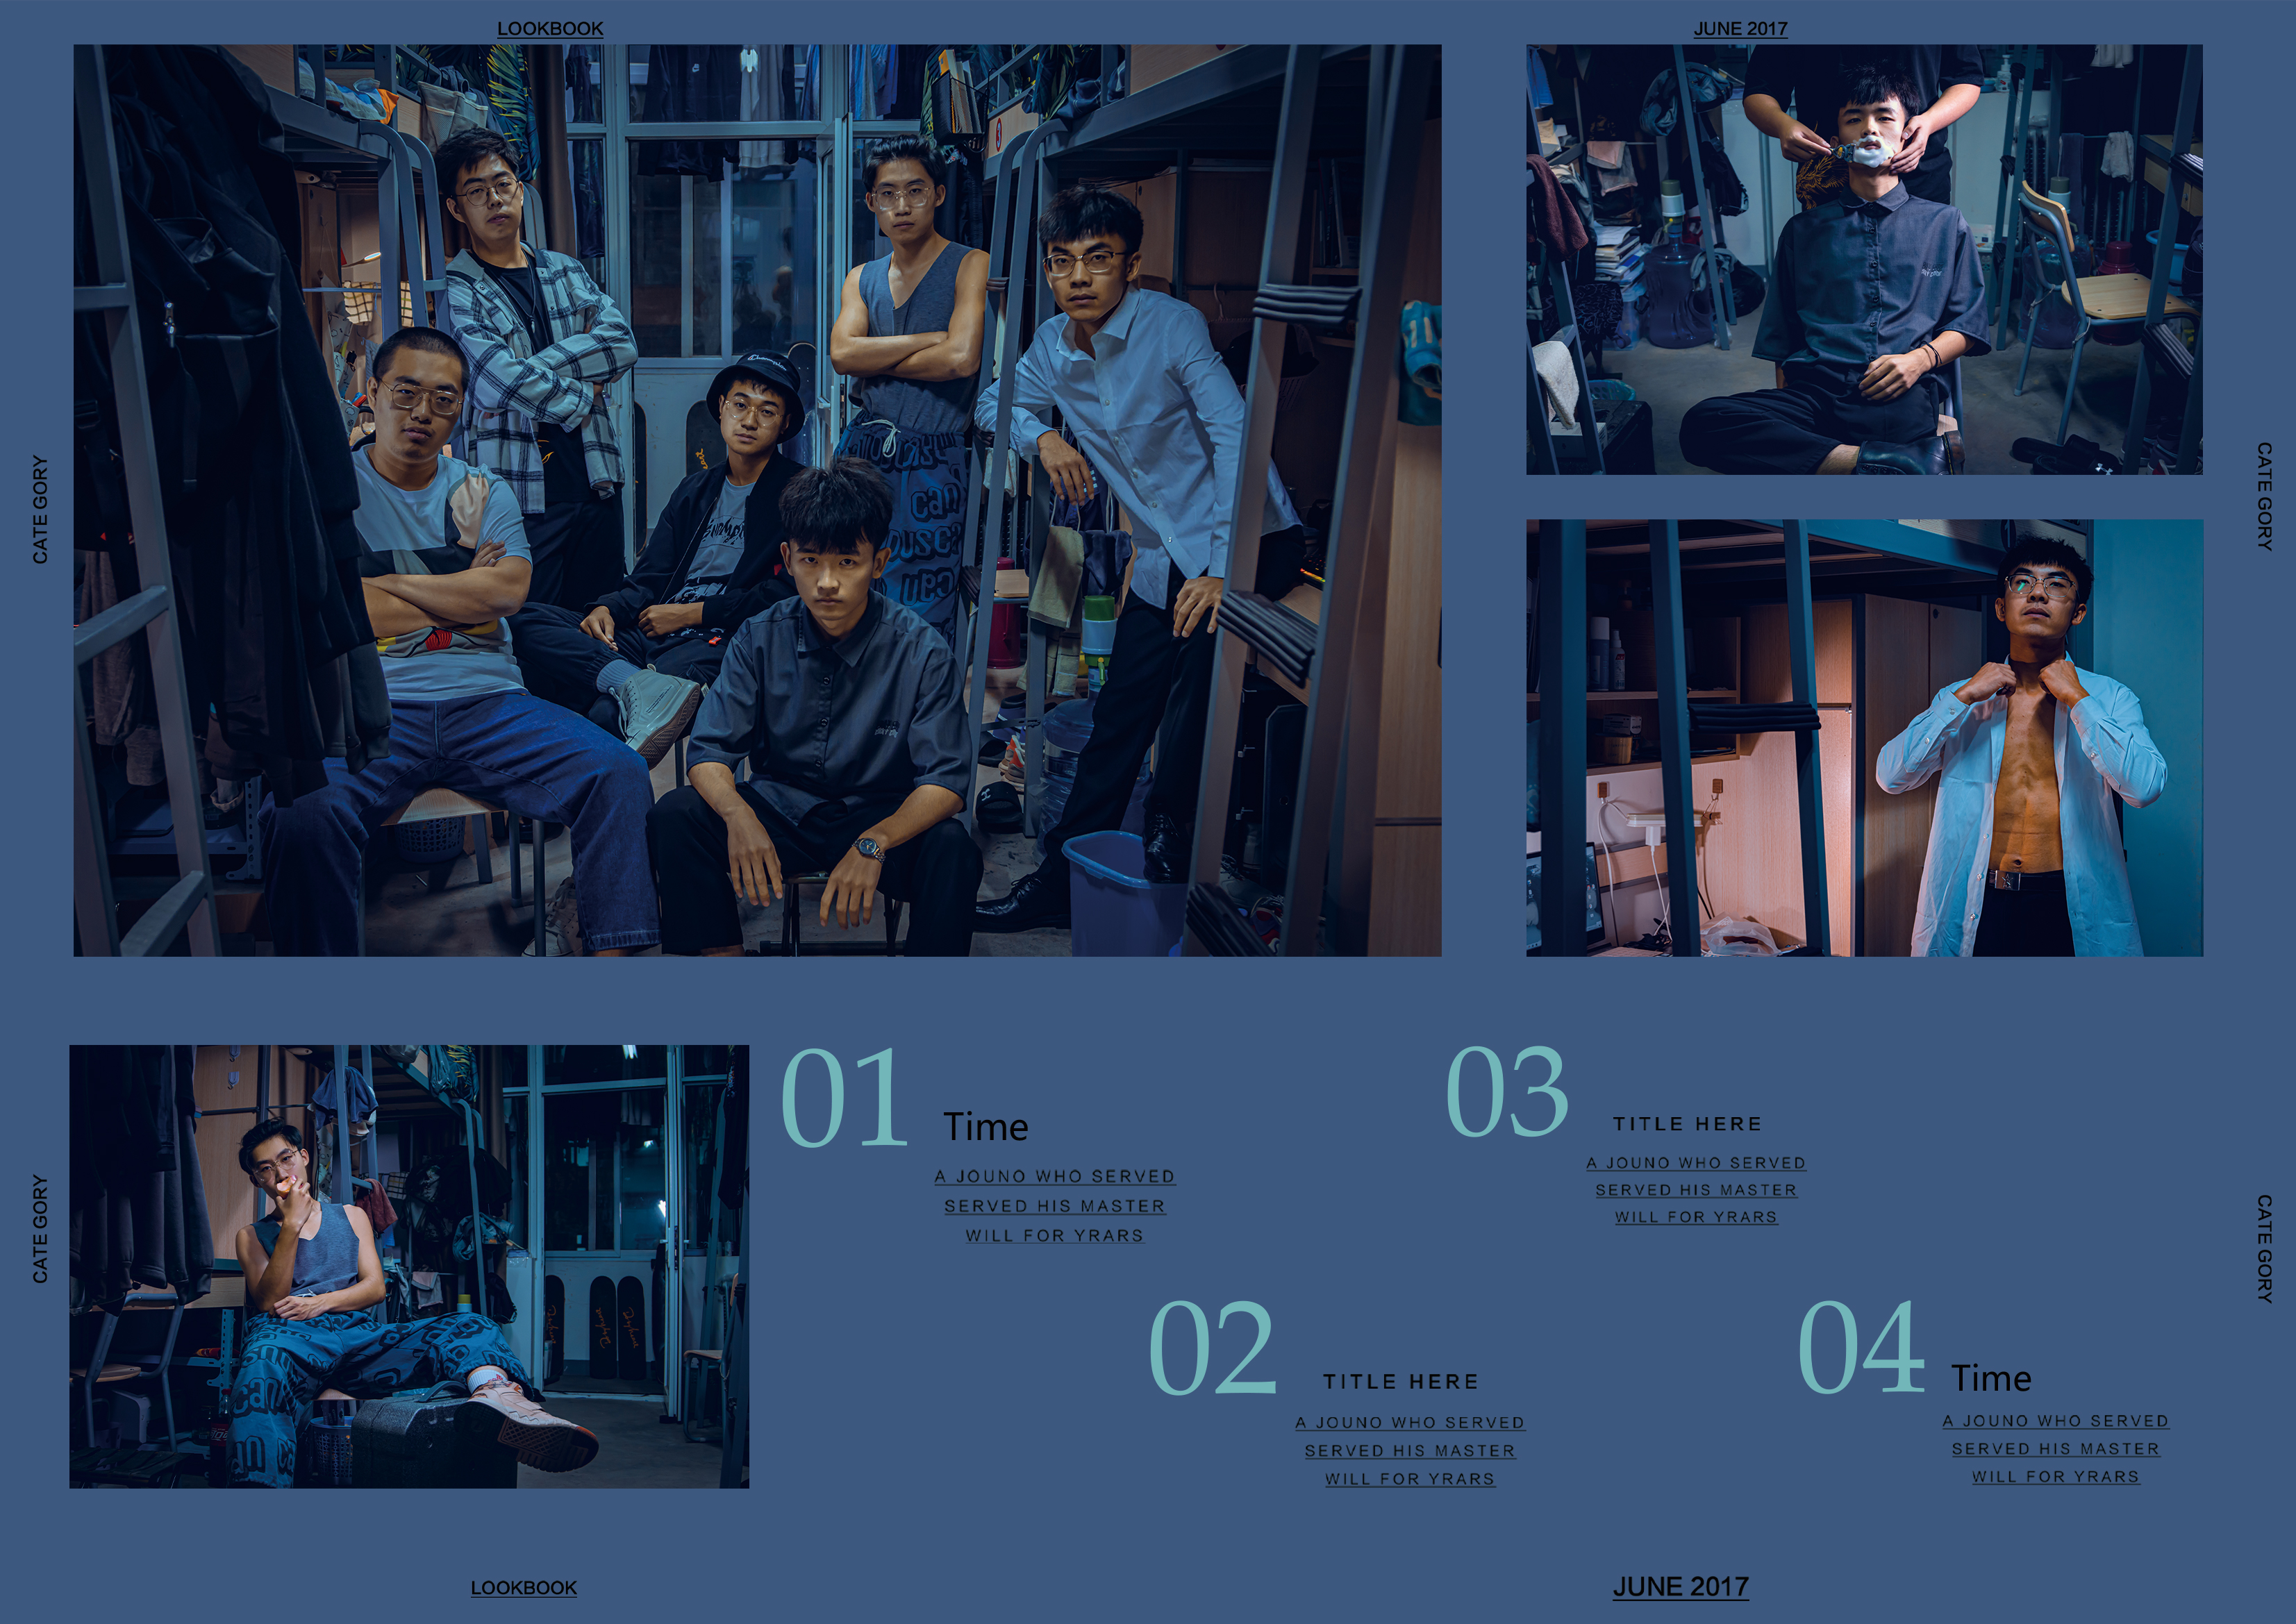 LOOKBOOK
JUNE 2017
CATE GORY
CATE GORY
Champion
can
01
Time
A JOUNO WHO SERVED
SERVED HIS MASTER
WILL FOR YRARS
02
TITLE HERE
A JOUNO WHO SERVED
SERVED HIS MASTER
WILL FOR YRARS
03
TITLE HERE
A JOUNO WHO SERVED
SERVED HIS MASTER
WILL FOR YRARS
04
Time
A JOUNO WHO SERVED
SERVED HIS MASTER
WILL FOR YRARS
CATE GORY
CATE GORY
LOOKBOOK
JUNE 2017